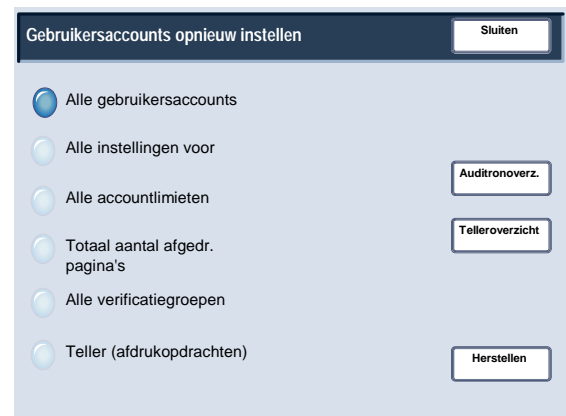 Gebruikersaccounts opnieuw instellen
Sluiten
Alle gebruikersaccounts
Alle instellingen voor
Auditronoverz.
Alle accountlimieten
Telleroverzicht
Totaal aantal afgedr.
pagina's
Alle verificatiegroepen
Teller (afdrukopdrachten)
Herstellen